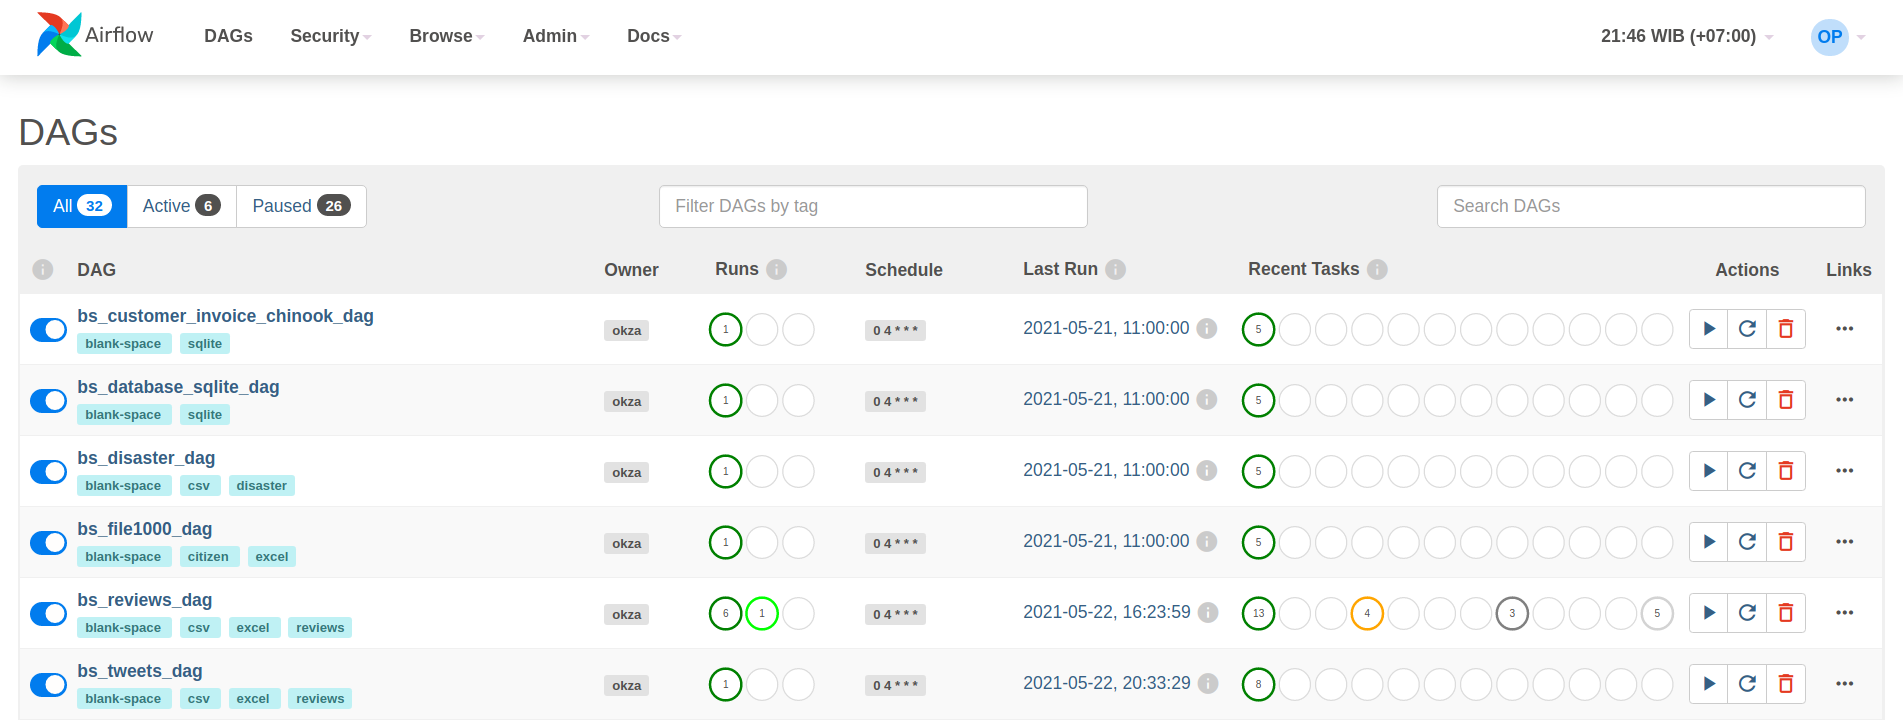 Airflow DAGs Security Browse Admin Docs 21:46 WIB (+07:00) OP
DAGs
All 32 Active 6 Paused 26 Filter DAGs by tag Search DAGs
i DAG Owner Runs i Schedule Last Run i Recent Tasks i Actions Links
bs_customer_invoice_chinook_dag
blank-space sqlite okza 1 0 4 * * * 2021-05-21, 11:00:00 i 5
bs_database_sqlite_dag
blank-space sqlite okza 1 0 4 * * * 2021-05-21, 11:00:00 i 5
bs_disaster_dag
blank-space csv disaster okza 1 0 4 * * * 2021-05-21, 11:00:00 i 5
bs_file1000_dag
blank-space citizen excel okza 1 0 4 * * * 2021-05-21, 11:00:00 i 5
bs_reviews_dag
blank-space csv excel reviews okza 6 1 0 4 * * * 2021-05-22, 16:23:59 i 13 4 3 5
bs_tweets_dag
blank-space csv excel reviews okza 1 0 4 * * * 2021-05-22, 20:33:29 i 8